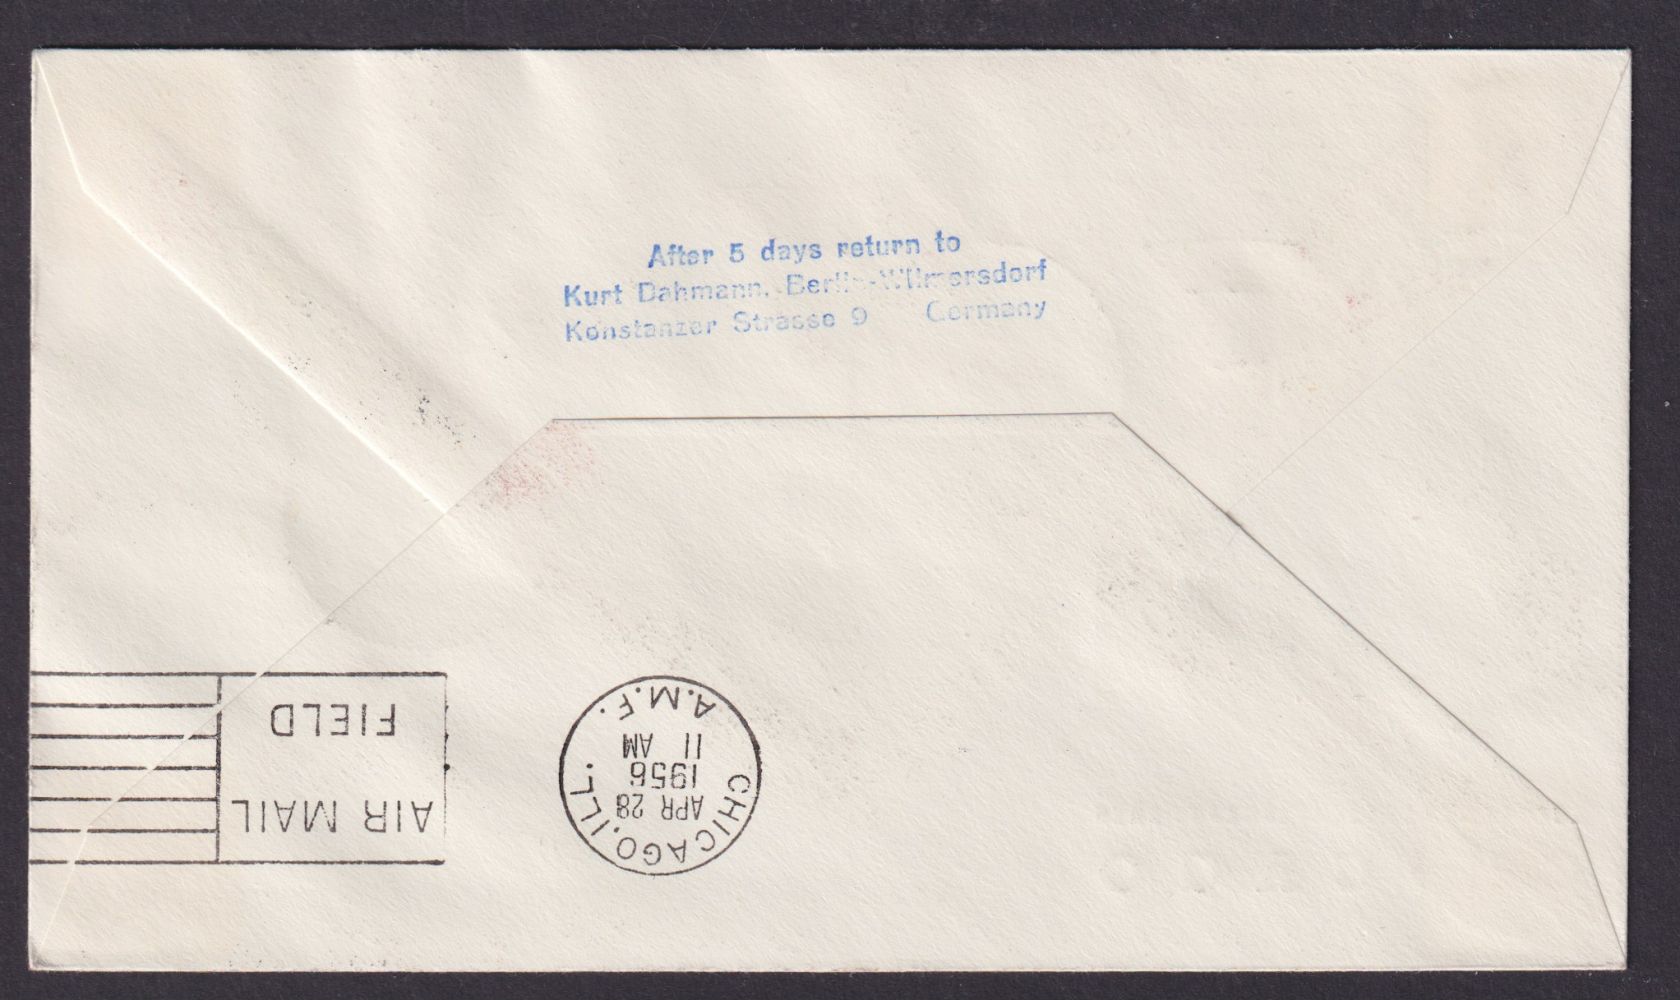 After 5 days return to
Kurt Dahmann, Berlin-Wilmersdorf
Konstanzer Strasse 9 Germany
AIR MAIL
FIELD
CHICAGO, ILL.
APR 28
1956
11 AM
A.M.F.